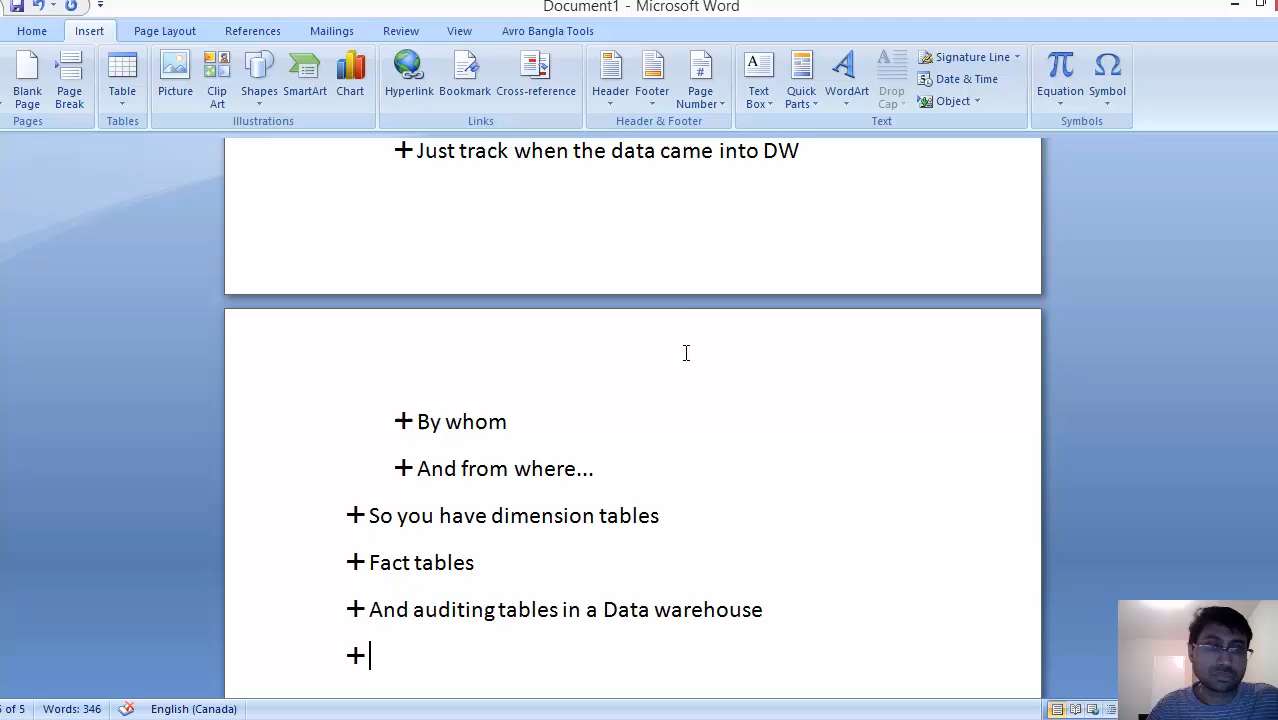 Document1 - Microsoft Word
Home Insert Page Layout References Mailings Review View Avro Bangla Tools
Blank Page
Page Break
Table
Picture
Clip Art
Shapes
SmartArt
Chart
Hyperlink
Bookmark
Cross-reference
Header
Footer
Page Number
Text Box
Quick Parts
WordArt
Drop Cap
Signature Line
Date & Time
Object
Equation
Symbol
Pages Tables Illustrations Links Header & Footer Text Symbols
Just track when the data came into DW
By whom
And from where...
So you have dimension tables
Fact tables
And auditing tables in a Data warehouse
of 5 Words: 346 English (Canada)